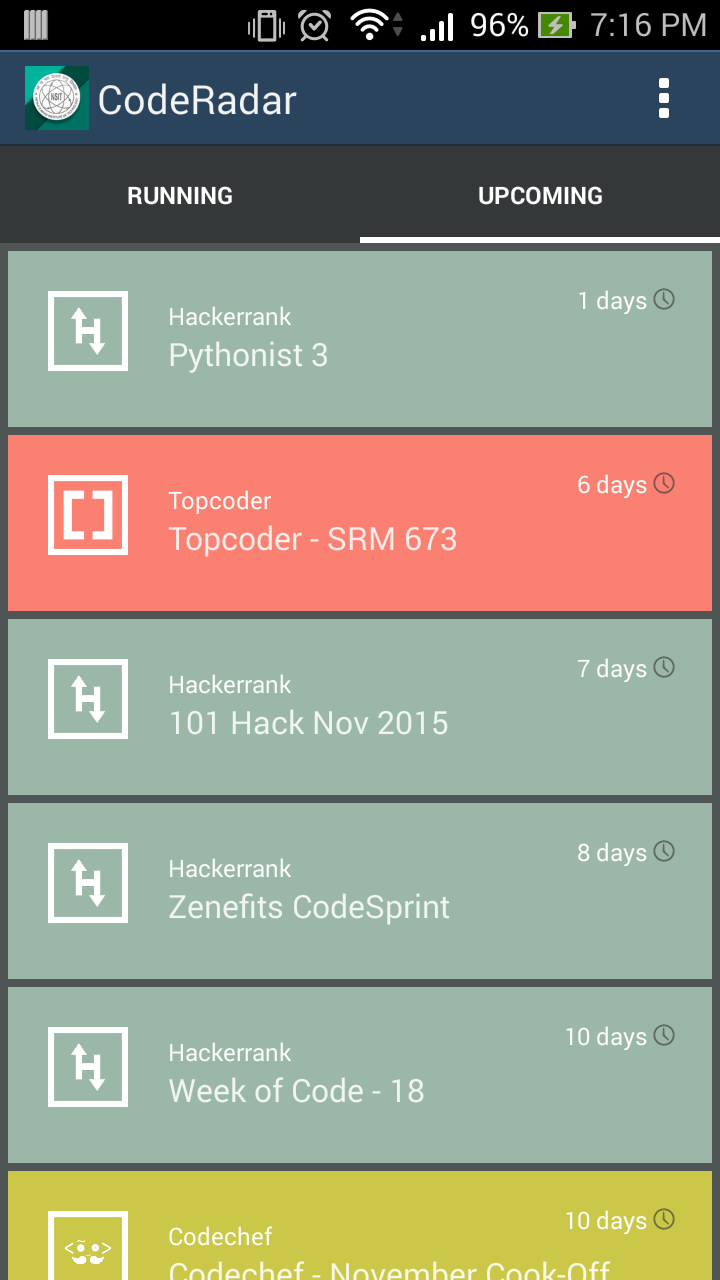 96% 7:16 PM
NSIT
CodeRadar
RUNNING
UPCOMING
1 days
Hackerrank
Pythonist 3
6 days
Topcoder
Topcoder - SRM 673
7 days
Hackerrank
101 Hack Nov 2015
8 days
Hackerrank
Zenefits CodeSprint
10 days
Hackerrank
Week of Code - 18
10 days
Codechef
Codechef - November Cook-Off